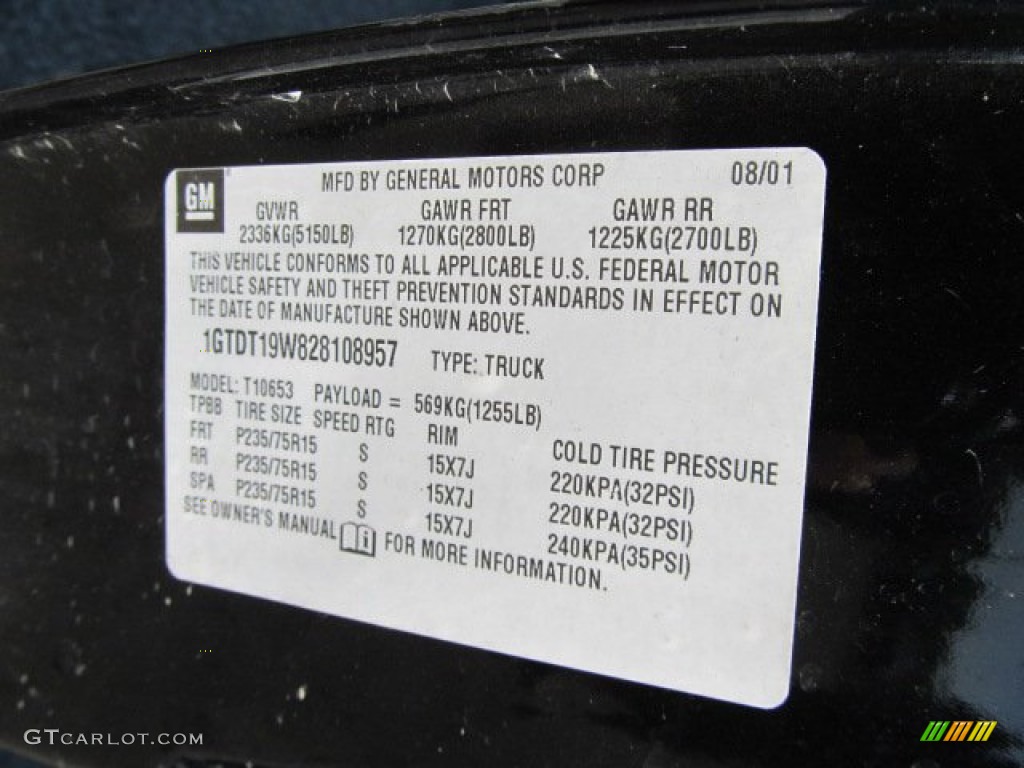 GM
MFD BY GENERAL MOTORS CORP 08/01
GVWR GAWR FRT GAWR RR
2336KG(5150LB) 1270KG(2800LB) 1225KG(2700LB)
THIS VEHICLE CONFORMS TO ALL APPLICABLE U.S. FEDERAL MOTOR
VEHICLE SAFETY AND THEFT PREVENTION STANDARDS IN EFFECT ON
THE DATE OF MANUFACTURE SHOWN ABOVE.
1GTDT19W828108957 TYPE: TRUCK
MODEL: T10653 PAYLOAD = 569KG(1255LB)
TPBB TIRE SIZE SPEED RTG RIM COLD TIRE PRESSURE
FRT P235/75R15 S 15X7J 220KPA(32PSI)
RR P235/75R15 S 15X7J 220KPA(32PSI)
SPA P235/75R15 S 15X7J 240KPA(35PSI)
SEE OWNER'S MANUAL i FOR MORE INFORMATION.
GTCARLOT.COM